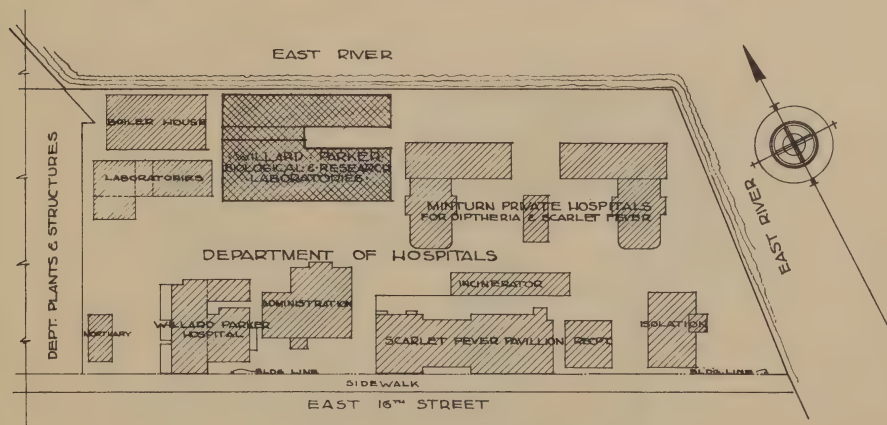 EAST RIVER
BOILER HOUSE
WILLARD PARKER
BIOLOGICAL & RESEARCH
LABORATORIES
LABORATORIES
MINTURN PRIVATE HOSPITALS
FOR DIPTHERIA & SCARLET FEVER
EAST RIVER
DEPT. PLANTS & STRUCTURES
DEPARTMENT OF HOSPITALS
INCINERATOR
ADMINISTRATION
MORTUARY
WILLARD PARKER
HOSPITAL
SCARLET FEVER PAVILLION
RECPT.
ISOLATION
BLDG. LINE
BLDG. LINE
SIDEWALK
EAST 16TH STREET